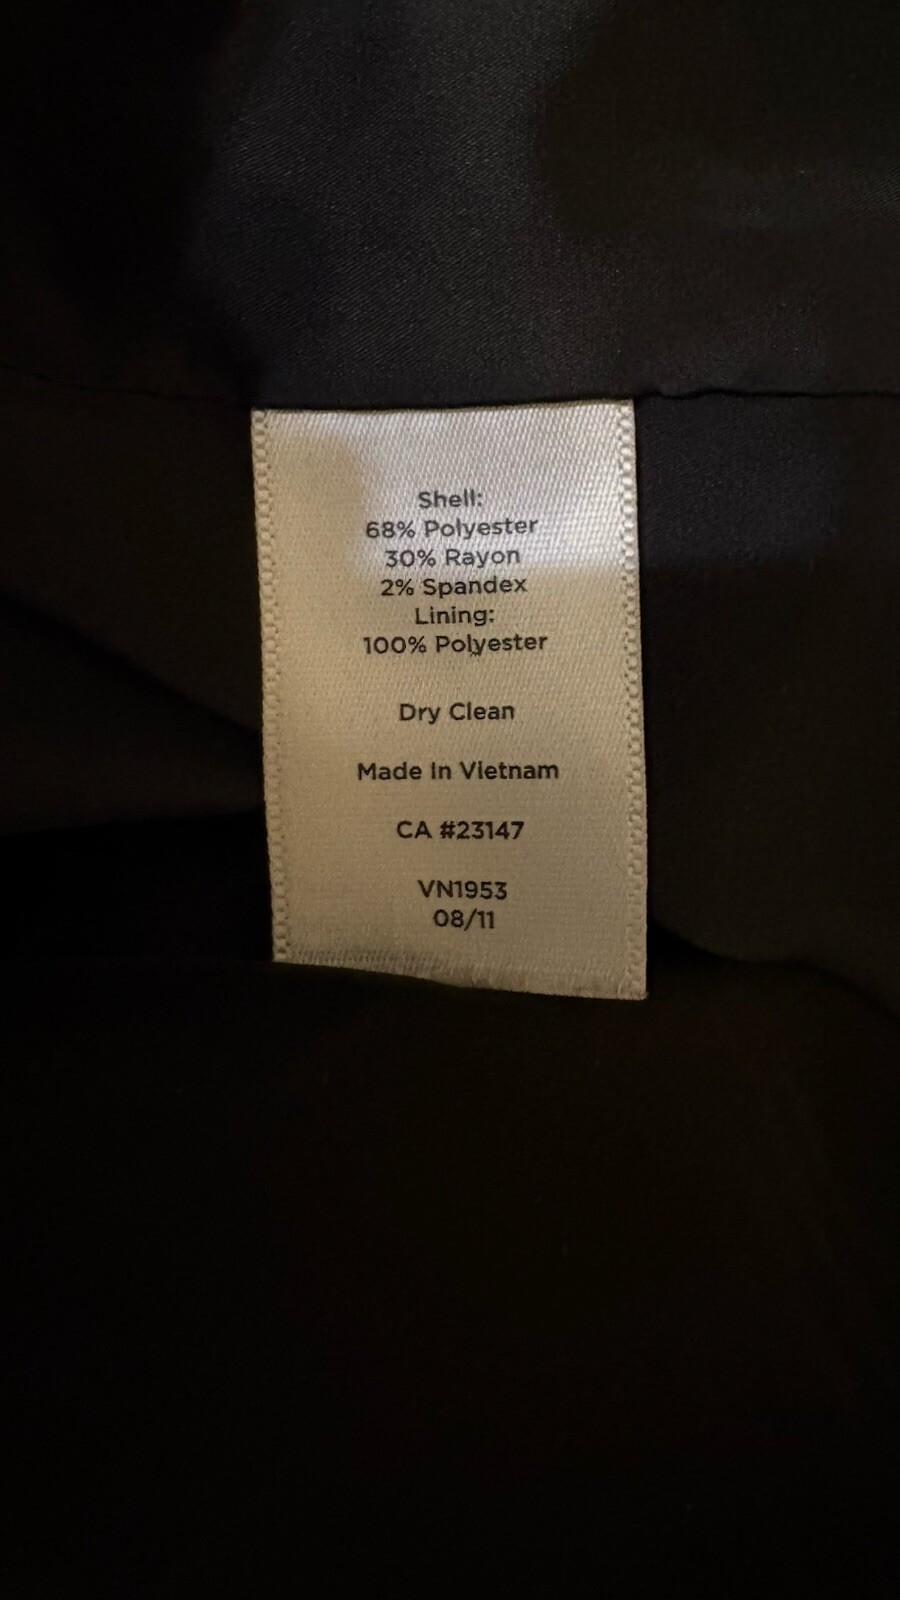 Shell:
68% Polyester
30% Rayon
2% Spandex
Lining:
100% Polyester
Dry Clean
Made In Vietnam
CA #23147
VN1953
08/11